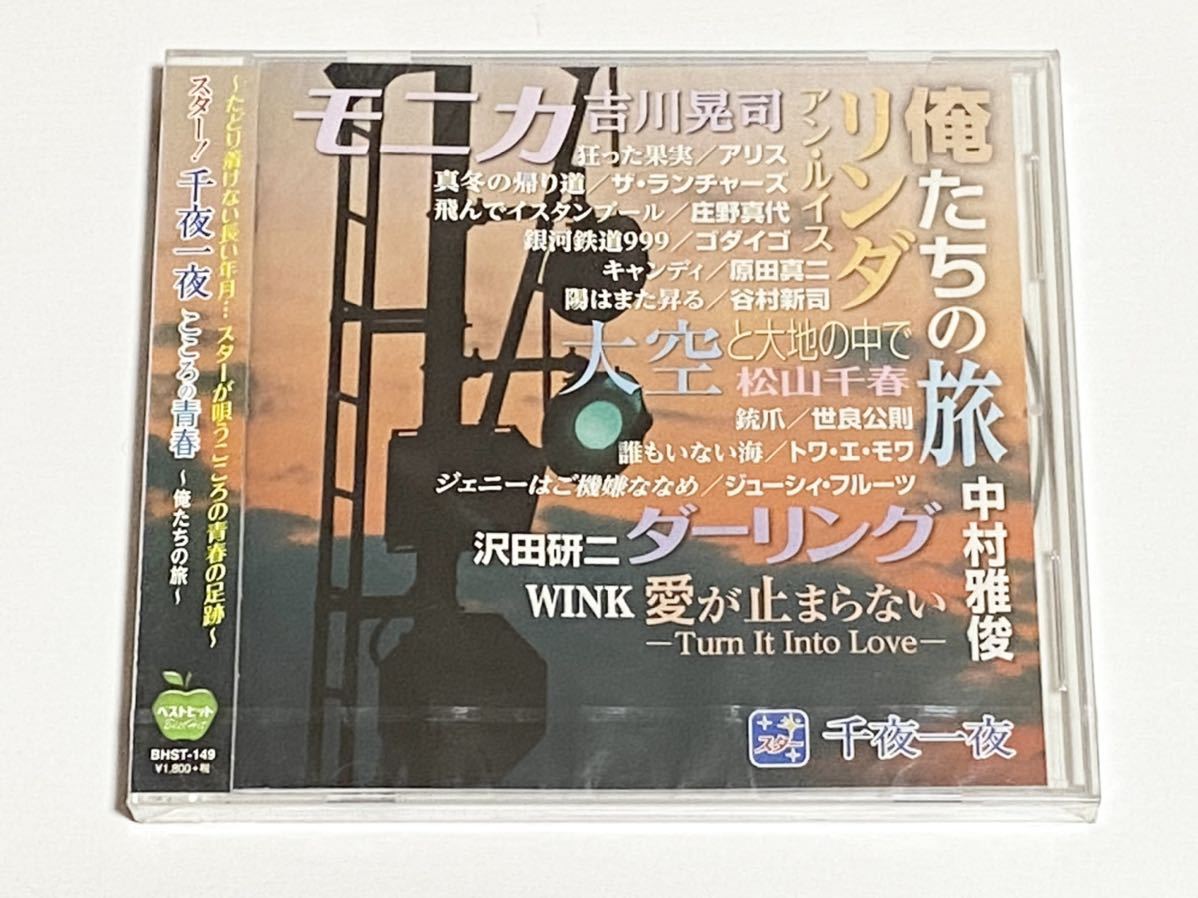 ～たどり着けない長い年月… スターが唄うこころの青春の足跡～
スター！ 千夜一夜 こころの青春 ～俺たちの旅～
ベストヒット
Best Hit
BHST-149
¥1,800+税
俺たちの旅
中村雅俊
リンダ
アン・ルイス
モニカ 吉川晃司
狂った果実／アリス
真冬の帰り道／ザ・ランチャーズ
飛んでイスタンブール／庄野真代
銀河鉄道999／ゴダイゴ
キャンディ／原田真二
陽はまた昇る／谷村新司
大空と大地の中で
松山千春
銃爪／世良公則
誰もいない海／トワ・エ・モワ
ジェニーはご機嫌ななめ／ジューシィ・フルーツ
沢田研二 ダーリング
WINK 愛が止まらない
—Turn It Into Love—
スター 千夜一夜